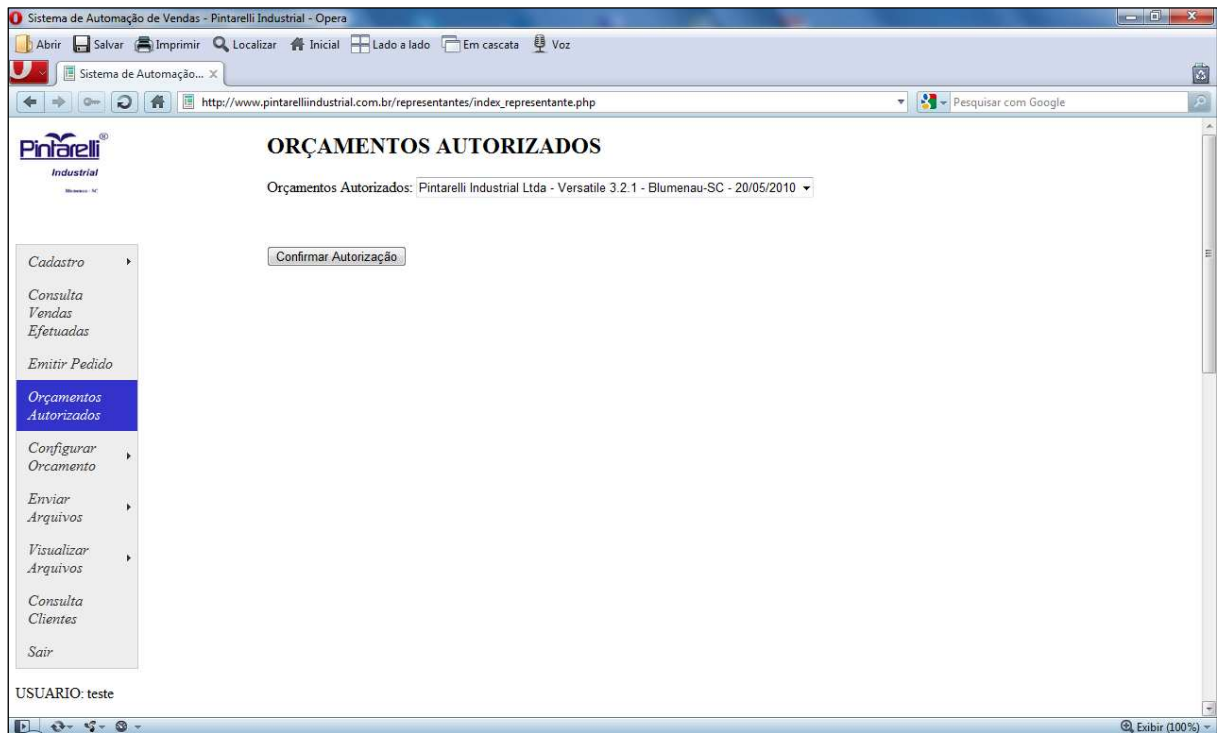 Sistema de Automação de Vendas - Pintarelli Industrial - Opera
Abrir Salvar Imprimir Localizar Inicial Lado a lado Em cascata Voz
Sistema de Automação...
http://www.pintarelliindustrial.com.br/representantes/index_representante.php
Pesquisar com Google
Pintarelli®
Industrial
Blumenau - SC
ORÇAMENTOS AUTORIZADOS
Orçamentos Autorizados: Pintarelli Industrial Ltda - Versatile 3.2.1 - Blumenau-SC - 20/05/2010
Confirmar Autorização
Cadastro
Consulta
Vendas
Efetuadas
Emitir Pedido
Orçamentos
Autorizados
Configurar
Orcamento
Enviar
Arquivos
Visualizar
Arquivos
Consulta
Clientes
Sair
USUARIO: teste
Exibir (100%)